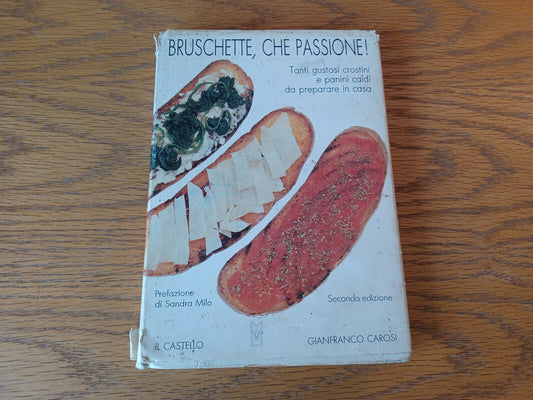 BRUSCHETTE, CHE PASSIONE!
Tanti gustosi crostini
e panini caldi
da preparare in casa
Prefazione
di Sandra Milo
Seconda edizione
IL CASTELLO
GIANFRANCO CAROSI